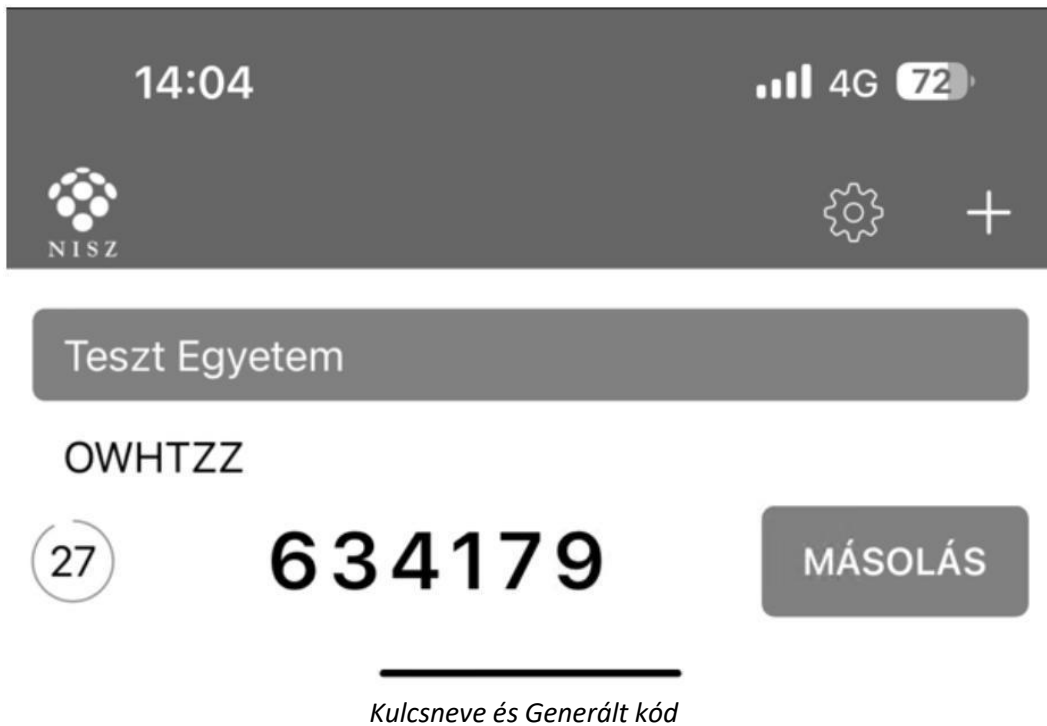 14:04 4G 72
NISZ
Teszt Egyetem
OWHTZZ
27 634179 MÁSOLÁS
Kulcsneve és Generált kód